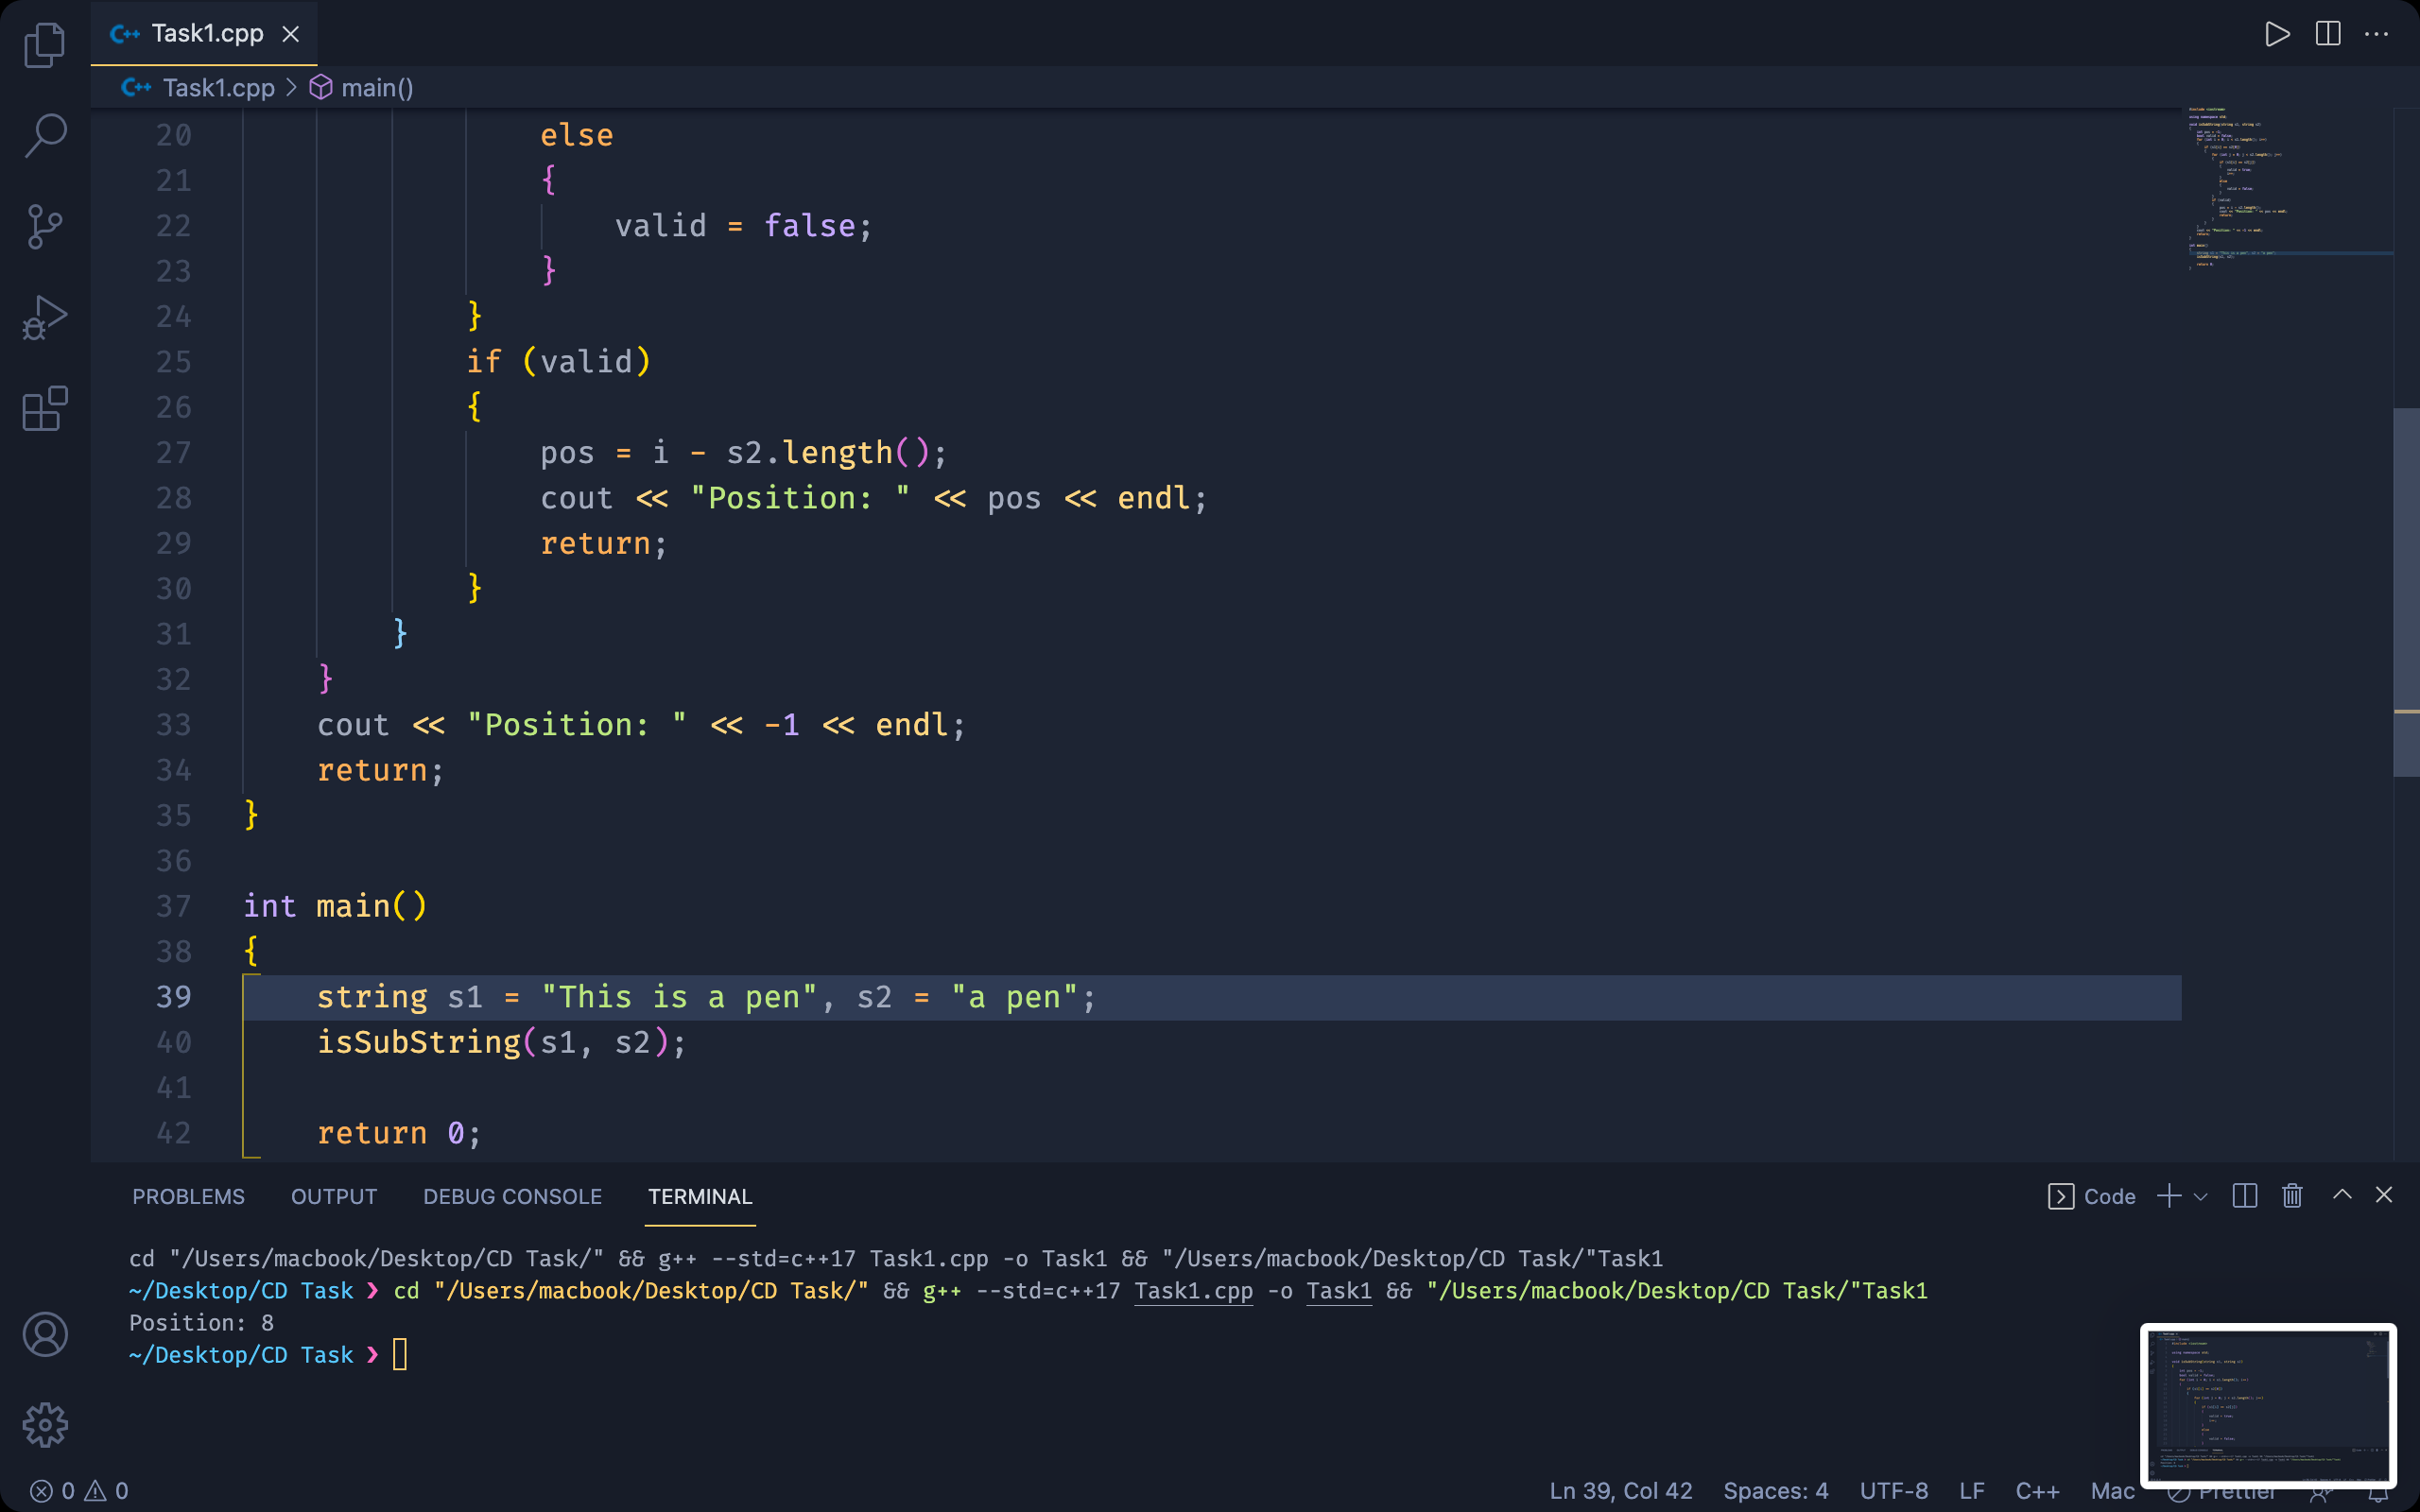 Task1.cpp
Task1.cpp > main()
20 else
21 {
22 valid = false;
23 }
24 }
25 if (valid)
26 {
27 pos = i - s2.length();
28 cout << "Position: " << pos << endl;
29 return;
30 }
31 }
32 }
33 cout << "Position: " << -1 << endl;
34 return;
35 }
36
37 int main()
38 {
39 string s1 = "This is a pen", s2 = "a pen";
40 isSubString(s1, s2);
41
42 return 0;
PROBLEMS OUTPUT DEBUG CONSOLE TERMINAL Code
cd "/Users/macbook/Desktop/CD Task/" && g++ --std=c++17 Task1.cpp -o Task1 && "/Users/macbook/Desktop/CD Task/"Task1
~/Desktop/CD Task ❯ cd "/Users/macbook/Desktop/CD Task/" && g++ --std=c++17 Task1.cpp -o Task1 && "/Users/macbook/Desktop/CD Task/"Task1
Position: 8
~/Desktop/CD Task ❯
0 0 Ln 39, Col 42 Spaces: 4 UTF-8 LF C++ Mac Prettier